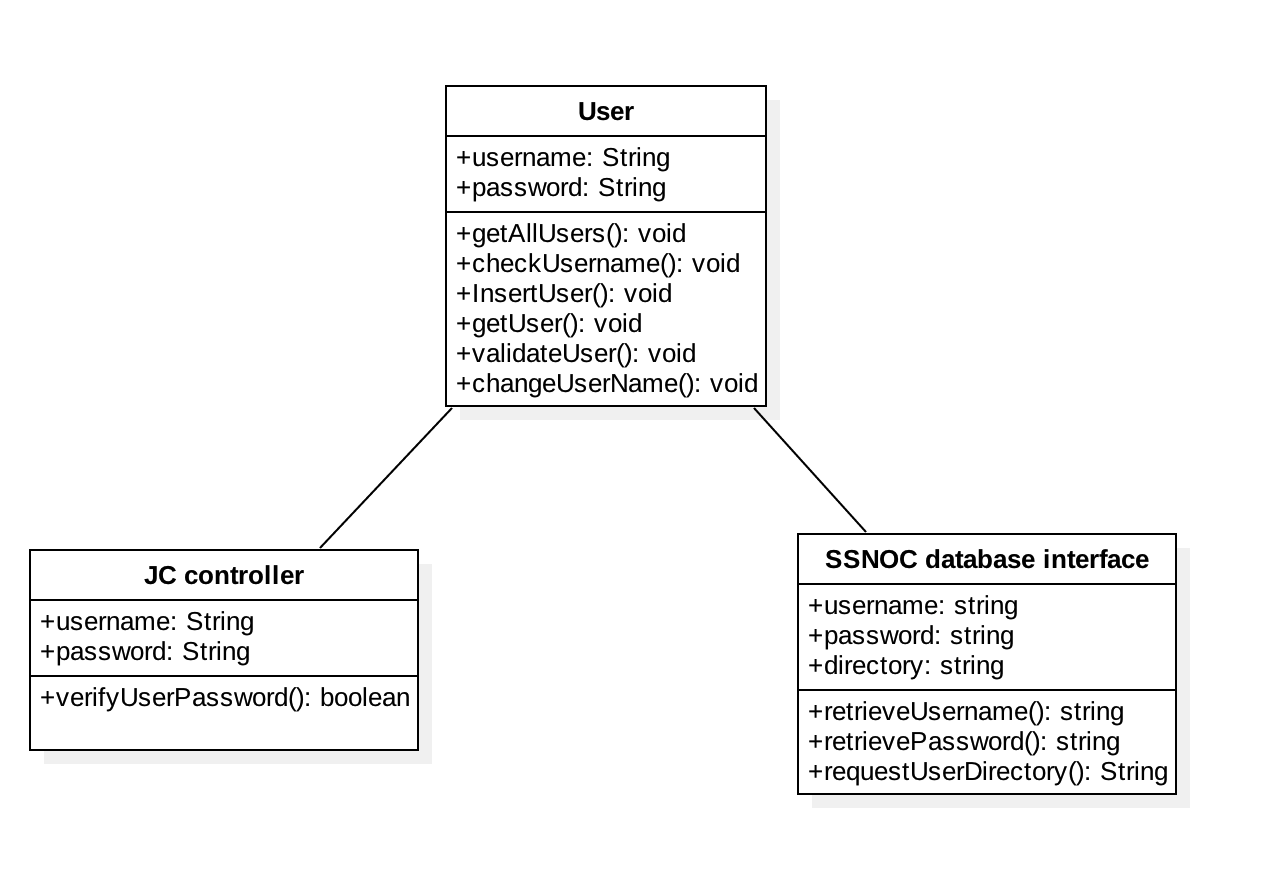 User
+username: String
+password: String
+getAllUsers(): void
+checkUsername(): void
+InsertUser(): void
+getUser(): void
+validateUser(): void
+changeUserName(): void
JC controller
+username: String
+password: String
+verifyUserPassword(): boolean
SSNOC database interface
+username: string
+password: string
+directory: string
+retrieveUsername(): string
+retrievePassword(): string
+requestUserDirectory(): String